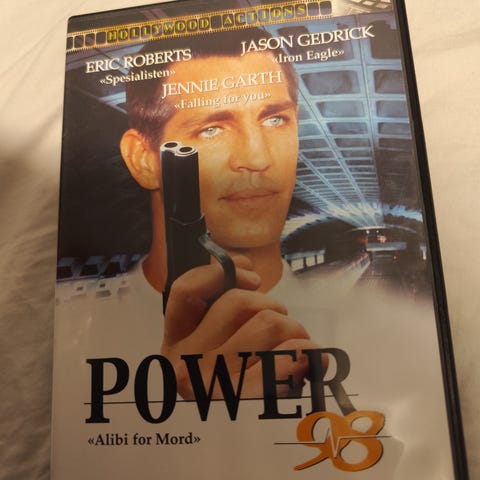 HOLLYWOOD ACTIONS
ERIC ROBERTS
«Spesialisten»
JASON GEDRICK
«Iron Eagle»
JENNIE GARTH
«Falling for you»
POWER
98
«Alibi for Mord»